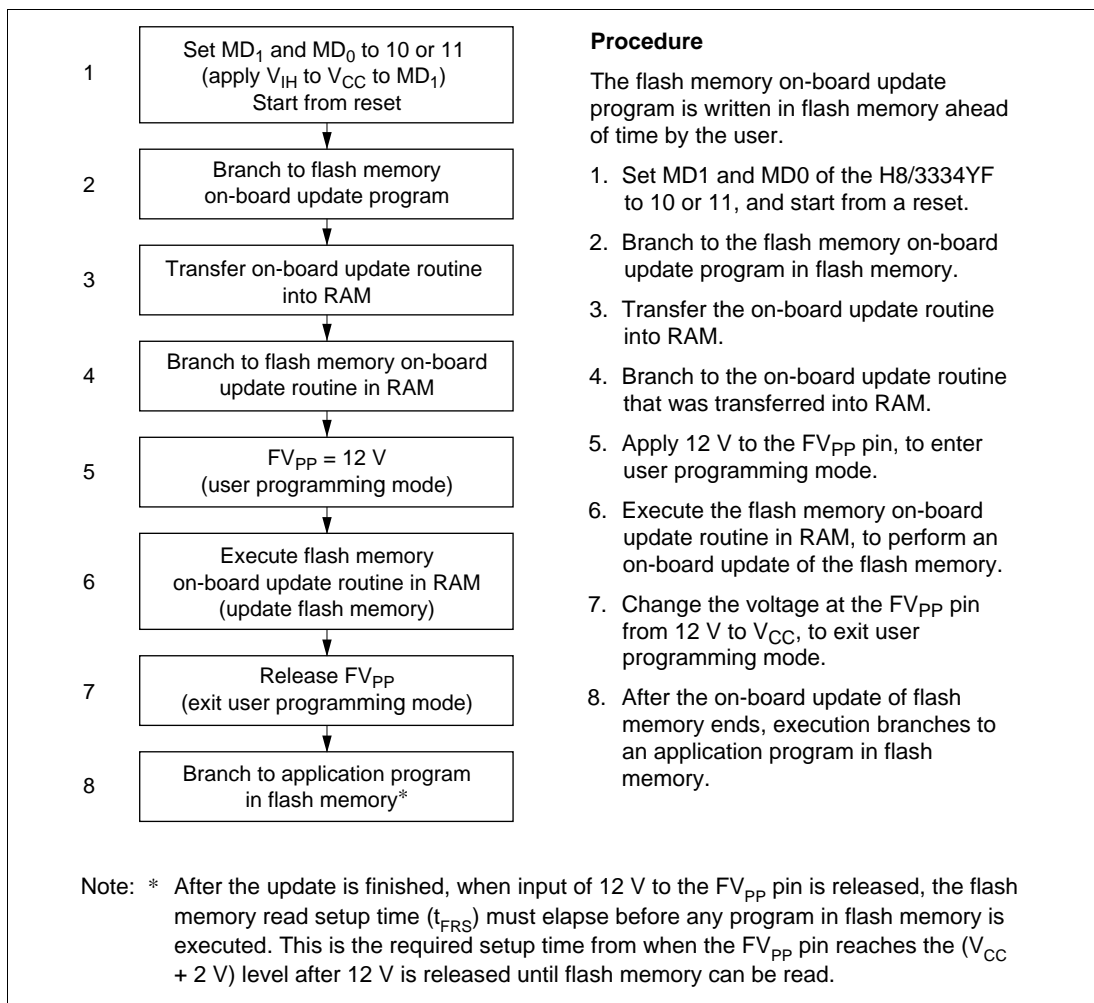 1
Set MD₁ and MD₀ to 10 or 11
(apply V_IH to V_CC to MD₁)
Start from reset
2
Branch to flash memory
on-board update program
3
Transfer on-board update routine
into RAM
4
Branch to flash memory on-board
update routine in RAM
5
FV_PP = 12 V
(user programming mode)
6
Execute flash memory
on-board update routine in RAM
(update flash memory)
7
Release FV_PP
(exit user programming mode)
8
Branch to application program
in flash memory*
Procedure
The flash memory on-board update
program is written in flash memory ahead
of time by the user.
1. Set MD1 and MD0 of the H8/3334YF
to 10 or 11, and start from a reset.
2. Branch to the flash memory on-board
update program in flash memory.
3. Transfer the on-board update routine
into RAM.
4. Branch to the on-board update routine
that was transferred into RAM.
5. Apply 12 V to the FV_PP pin, to enter
user programming mode.
6. Execute the flash memory on-board
update routine in RAM, to perform an
on-board update of the flash memory.
7. Change the voltage at the FV_PP pin
from 12 V to V_CC, to exit user
programming mode.
8. After the on-board update of flash
memory ends, execution branches to
an application program in flash
memory.
Note: * After the update is finished, when input of 12 V to the FV_PP pin is released, the flash
memory read setup time (t_FRS) must elapse before any program in flash memory is
executed. This is the required setup time from when the FV_PP pin reaches the (V_CC
+ 2 V) level after 12 V is released until flash memory can be read.